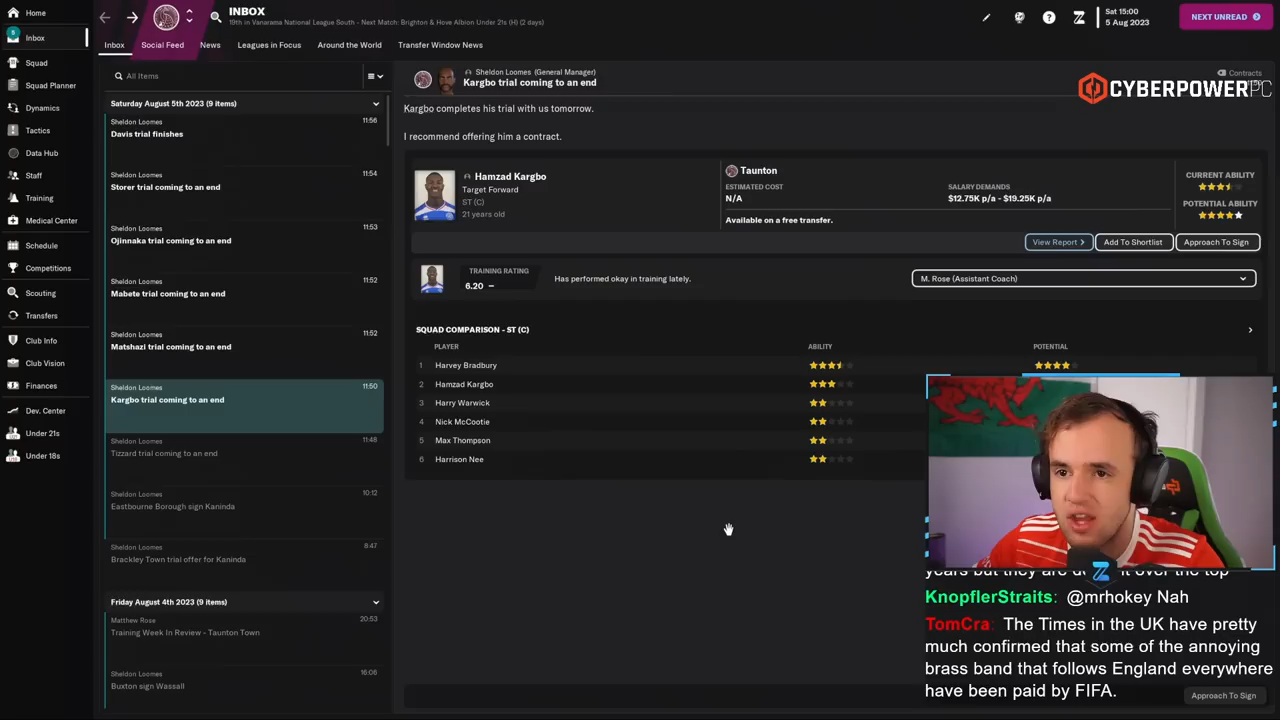 Home
INBOX
19th in Vanarama National League South - Next Match: Brighton & Hove Albion Under 21s (H) (2 days)
Sat 15:00
5 Aug 2023
NEXT UNREAD
Inbox
Squad
Squad Planner
Dynamics
Tactics
Data Hub
Staff
Training
Medical Center
Schedule
Competitions
Scouting
Transfers
Club Info
Club Vision
Finances
Dev. Center
Under 21s
Under 18s
Inbox
Social Feed
News
Leagues in Focus
Around the World
Transfer Window News
All Items
Saturday August 5th 2023 (9 items)
Sheldon Loomes 11:56
Davis trial finishes
Sheldon Loomes 11:54
Storer trial coming to an end
Sheldon Loomes 11:53
Ojinnaka trial coming to an end
Sheldon Loomes 11:52
Mabete trial coming to an end
Sheldon Loomes 11:52
Matshazi trial coming to an end
Sheldon Loomes 11:50
Kargbo trial coming to an end
Sheldon Loomes 11:48
Tizzard trial coming to an end
Sheldon Loomes 10:12
Eastbourne Borough sign Kaninda
Sheldon Loomes 8:47
Brackley Town trial offer for Kaninda
Friday August 4th 2023 (9 items)
Matthew Rose 20:53
Training Week In Review - Taunton Town
Sheldon Loomes 16:06
Buxton sign Wassall
Sheldon Loomes (General Manager)
Kargbo trial coming to an end
Contracts
CYBERPOWERPC
Kargbo completes his trial with us tomorrow.
I recommend offering him a contract.
Hamzad Kargbo
Target Forward
ST (C)
21 years old
Taunton
ESTIMATED COST
N/A
SALARY DEMANDS
$12.75K p/a - $19.25K p/a
Available on a free transfer.
CURRENT ABILITY
POTENTIAL ABILITY
View Report
Add To Shortlist
Approach To Sign
TRAINING RATING
6.20 –
Has performed okay in training lately.
M. Rose (Assistant Coach)
SQUAD COMPARISON - ST (C)
PLAYER ABILITY POTENTIAL
1 Harvey Bradbury
2 Hamzad Kargbo
3 Harry Warwick
4 Nick McCootie
5 Max Thompson
6 Harrison Nee
years but they are it over the top
KnopflerStraits: @mrhokey Nah
TomCra: The Times in the UK have pretty
much confirmed that some of the annoying
brass band that follows England everywhere
have been paid by FIFA.
Approach To Sign